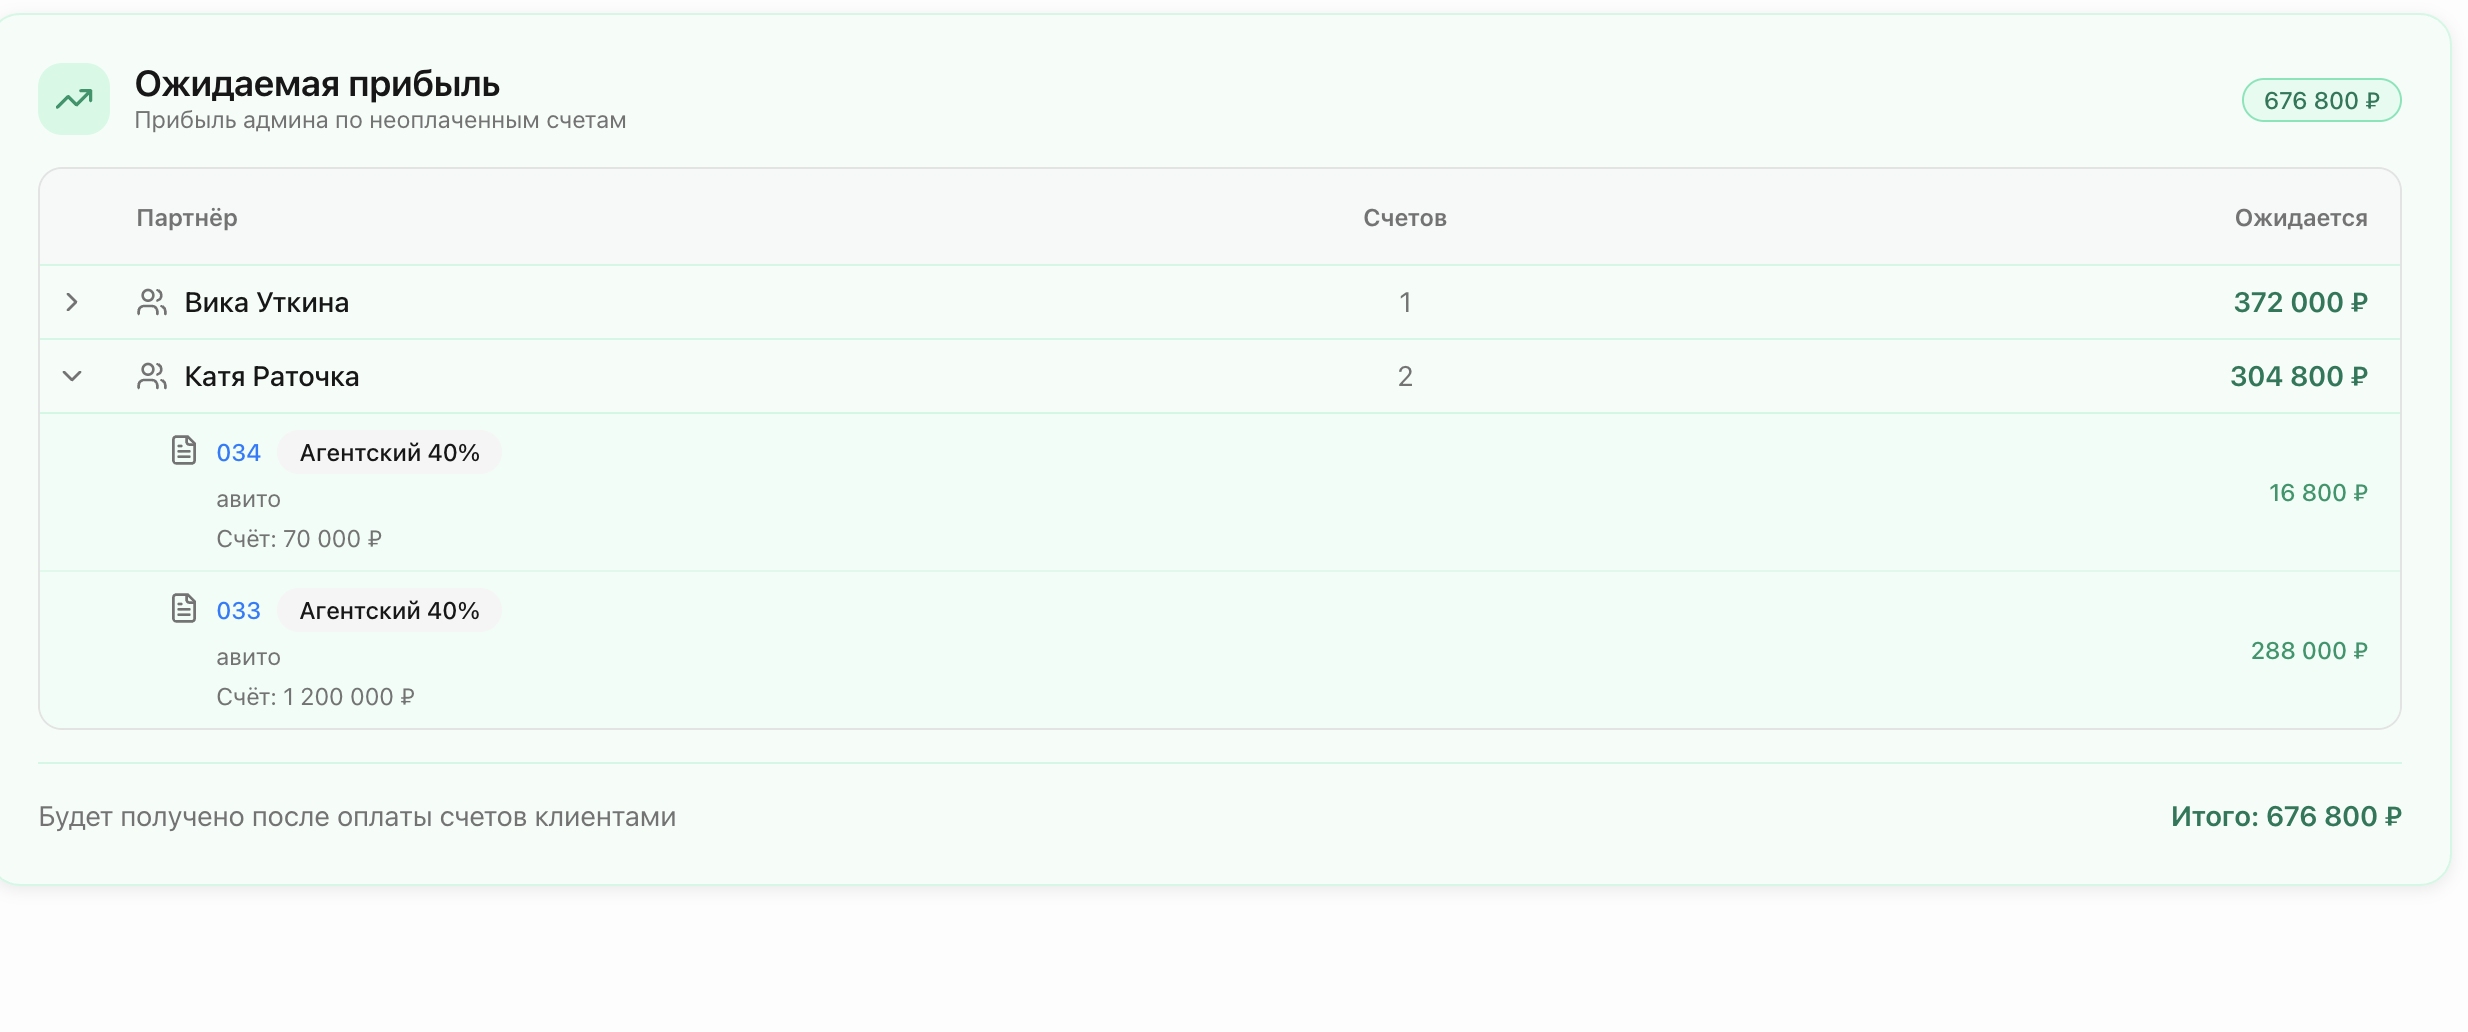 Ожидаемая прибыль
Прибыль админа по неоплаченным счетам
676 800 ₽
Партнёр Счетов Ожидается
Вика Уткина 1 372 000 ₽
Катя Раточка 2 304 800 ₽
034 Агентский 40%
авито
16 800 ₽
Счёт: 70 000 ₽
033 Агентский 40%
авито
288 000 ₽
Счёт: 1 200 000 ₽
Будет получено после оплаты счетов клиентами Итого: 676 800 ₽